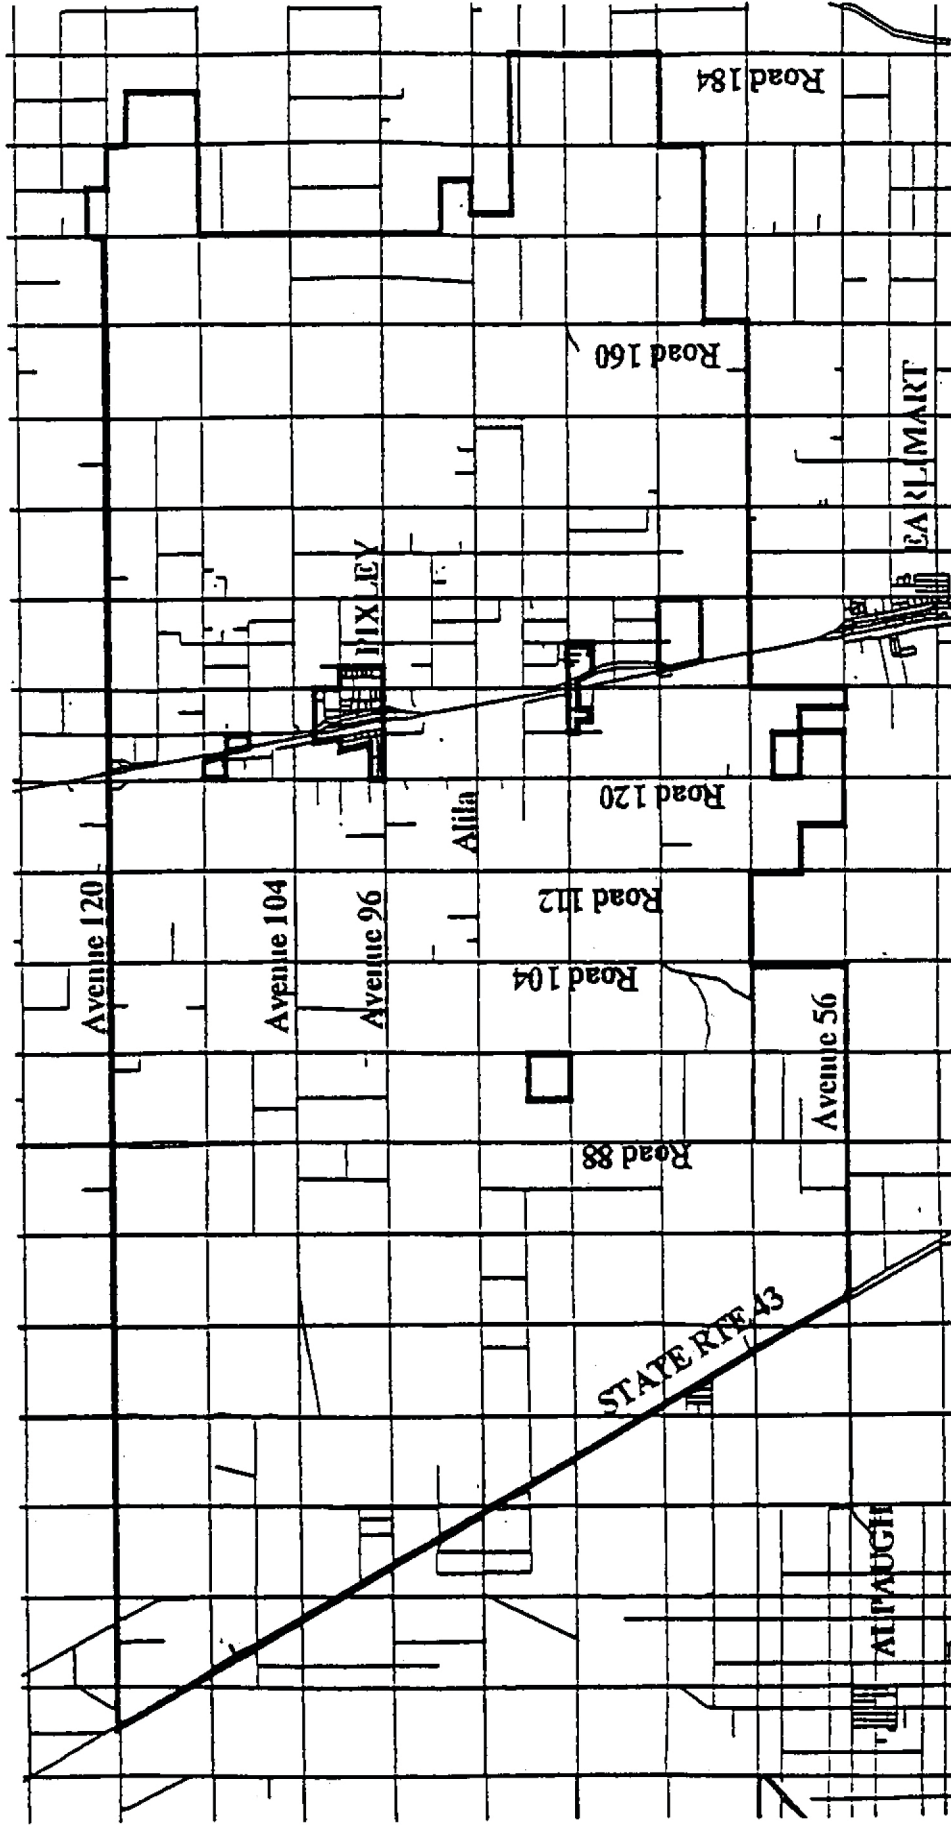 Road 184
Road 160
EARLIMART
PIXLEY
Road 120
Alila
Road 112
Avenue 120
Avenue 104
Avenue 96
Road 104
Avenue 56
Road 88
STATE RTE 43
ALPAUGH